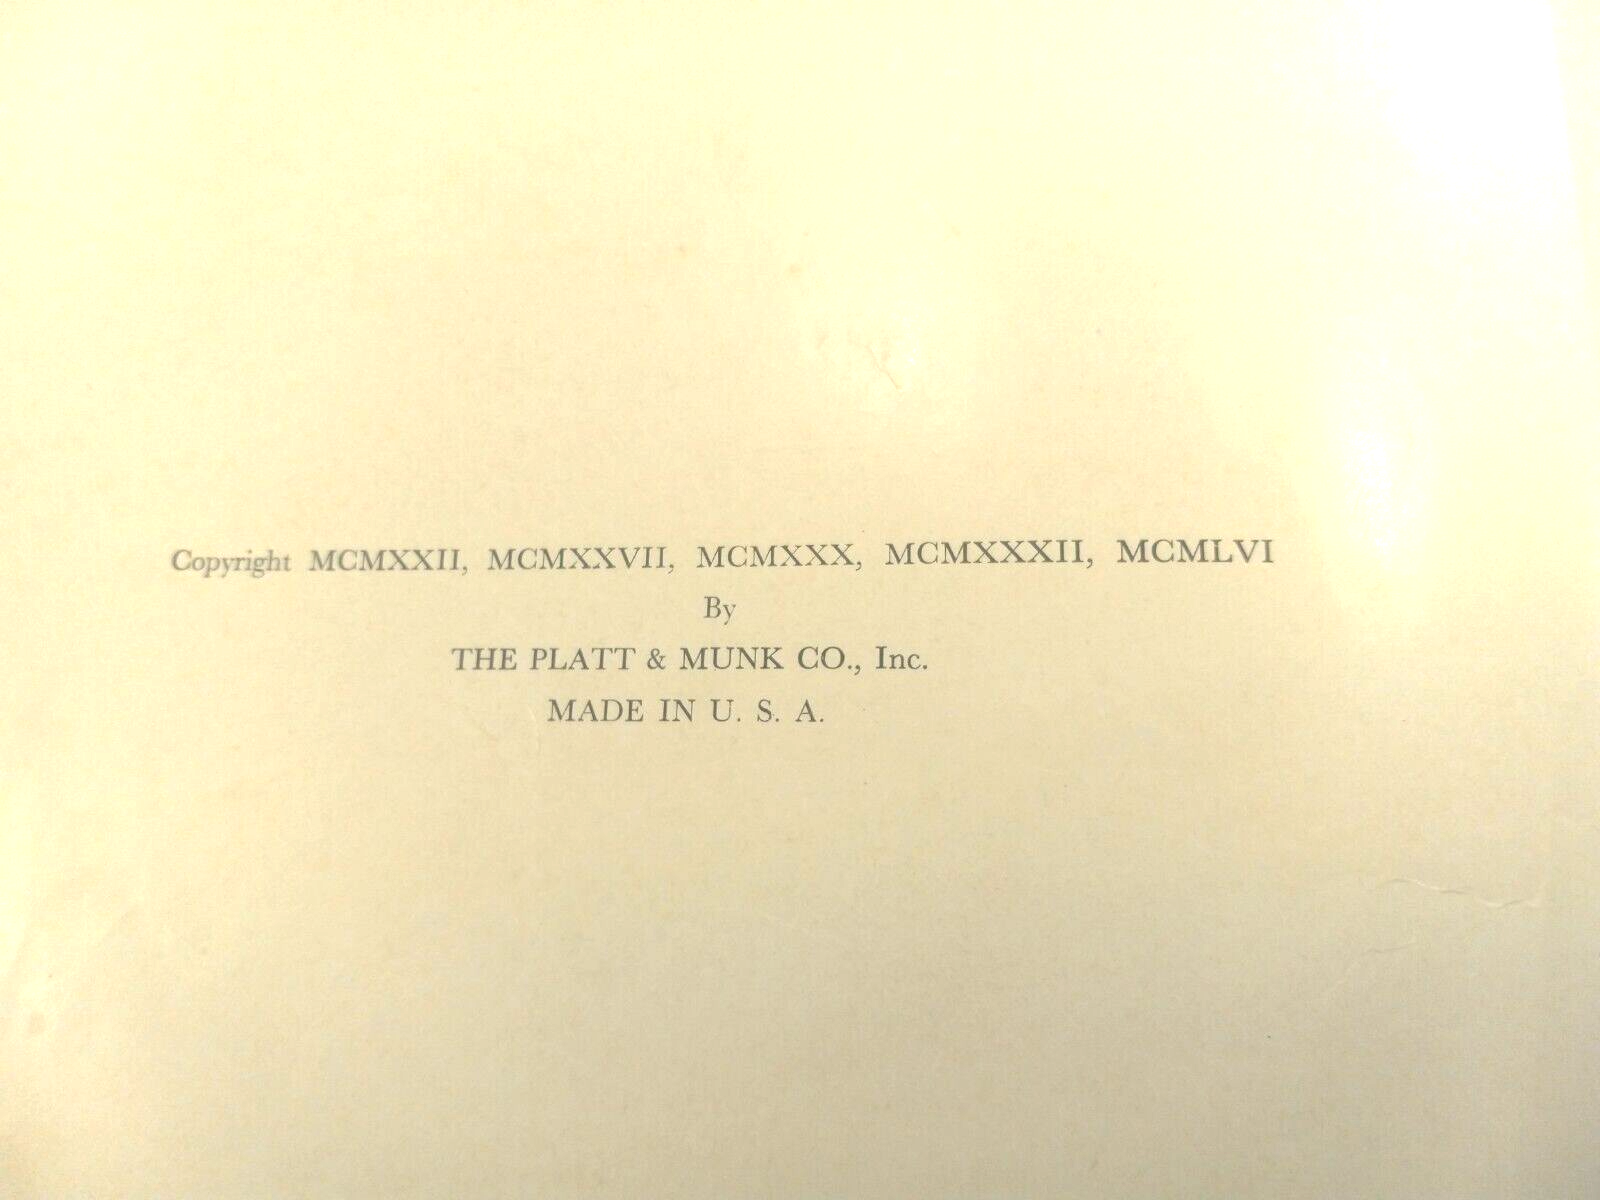 Copyright MCMXXII, MCMXXVII, MCMXXX, MCMXXXII, MCMLVI
By
THE PLATT & MUNK CO., Inc.
MADE IN U. S. A.